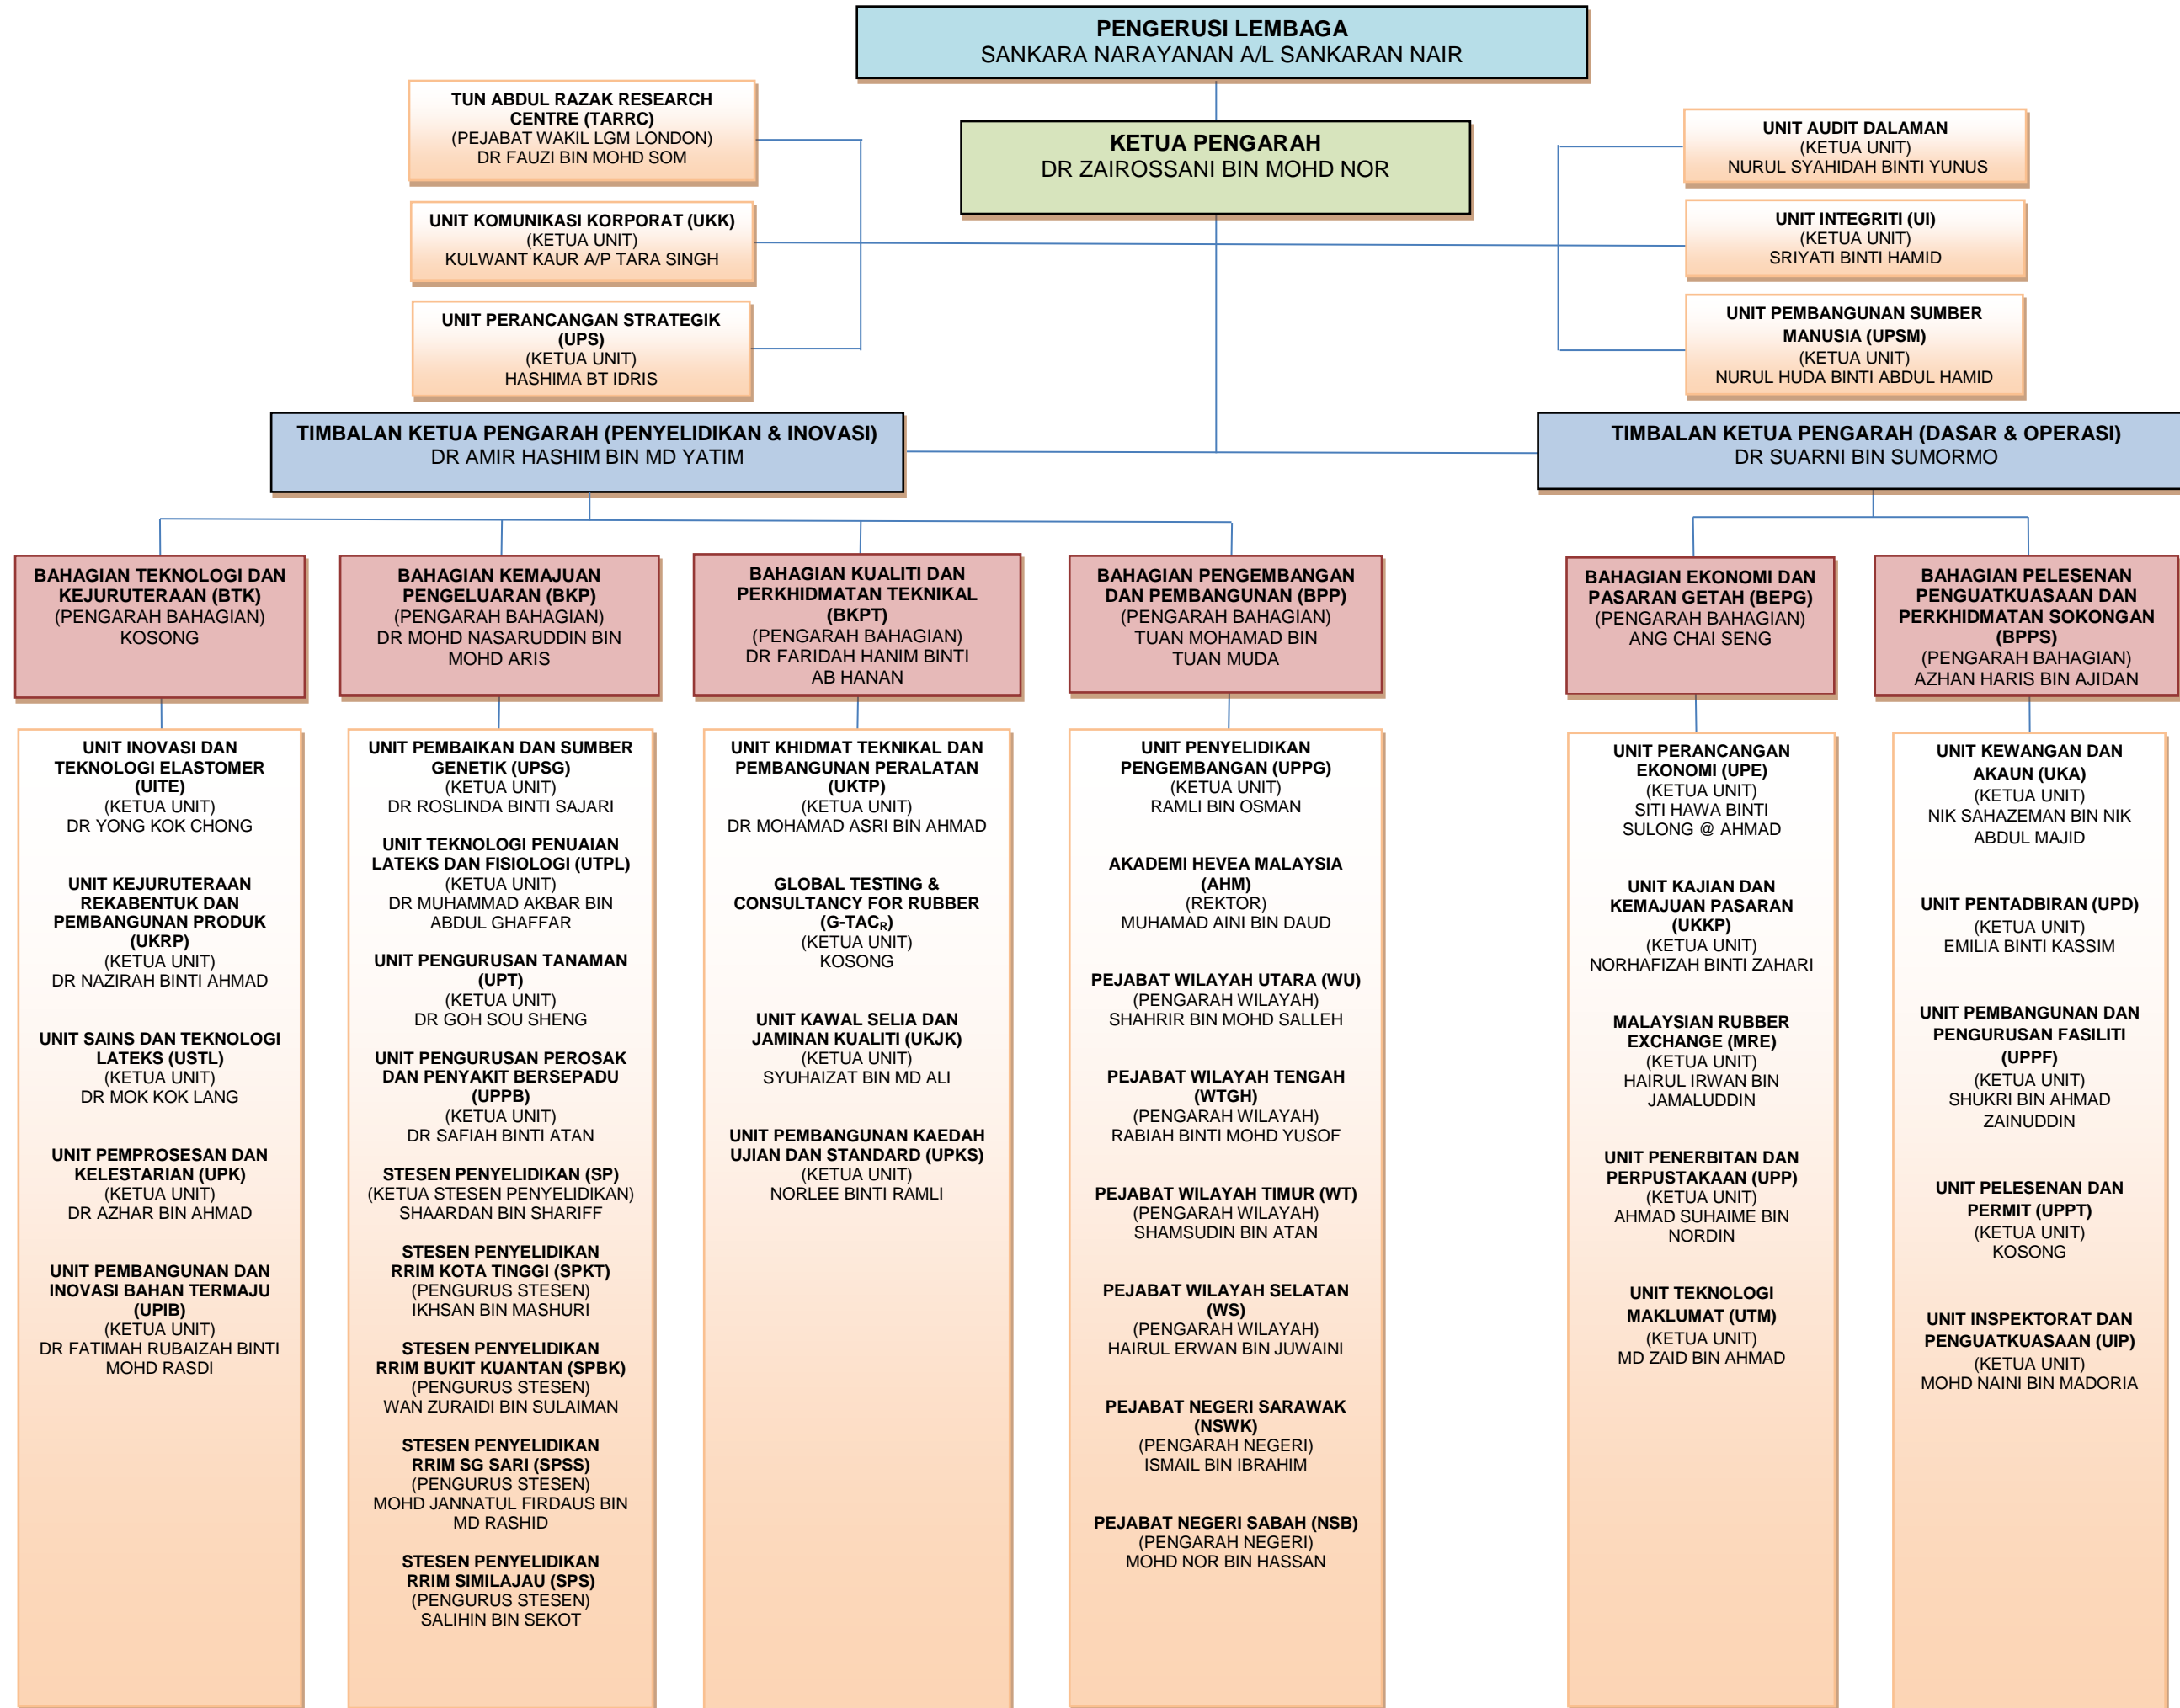 PENGERUSI LEMBAGA
SANKARA NARAYANAN A/L SANKARAN NAIR
TUN ABDUL RAZAK RESEARCH
CENTRE (TARRC)
(PEJABAT WAKIL LGM LONDON)
DR FAUZI BIN MOHD SOM
KETUA PENGARAH
DR ZAIROSSANI BIN MOHD NOR
UNIT AUDIT DALAMAN
(KETUA UNIT)
NURUL SYAHIDAH BINTI YUNUS
UNIT KOMUNIKASI KORPORAT (UKK)
(KETUA UNIT)
KULWANT KAUR A/P TARA SINGH
UNIT INTEGRITI (UI)
(KETUA UNIT)
SRIYATI BINTI HAMID
UNIT PERANCANGAN STRATEGIK
(UPS)
(KETUA UNIT)
HASHIMA BT IDRIS
UNIT PEMBANGUNAN SUMBER
MANUSIA (UPSM)
(KETUA UNIT)
NURUL HUDA BINTI ABDUL HAMID
TIMBALAN KETUA PENGARAH (PENYELIDIKAN & INOVASI)
DR AMIR HASHIM BIN MD YATIM
TIMBALAN KETUA PENGARAH (DASAR & OPERASI)
DR SUARNI BIN SUMORMO
BAHAGIAN TEKNOLOGI DAN
KEJURUTERAAN (BTK)
(PENGARAH BAHAGIAN)
KOSONG
BAHAGIAN KEMAJUAN
PENGELUARAN (BKP)
(PENGARAH BAHAGIAN)
DR MOHD NASARUDDIN BIN
MOHD ARIS
BAHAGIAN KUALITI DAN
PERKHIDMATAN TEKNIKAL
(BKPT)
(PENGARAH BAHAGIAN)
DR FARIDAH HANIM BINTI
AB HANAN
BAHAGIAN PENGEMBANGAN
DAN PEMBANGUNAN (BPP)
(PENGARAH BAHAGIAN)
TUAN MOHAMAD BIN
TUAN MUDA
BAHAGIAN EKONOMI DAN
PASARAN GETAH (BEPG)
(PENGARAH BAHAGIAN)
ANG CHAI SENG
BAHAGIAN PELESENAN
PENGUATKUASAAN DAN
PERKHIDMATAN SOKONGAN
(BPPS)
(PENGARAH BAHAGIAN)
AZHAN HARIS BIN AJIDAN
UNIT INOVASI DAN
TEKNOLOGI ELASTOMER
(UITE)
(KETUA UNIT)
DR YONG KOK CHONG
UNIT KEJURUTERAAN
REKABENTUK DAN
PEMBANGUNAN PRODUK
(UKRP)
(KETUA UNIT)
DR NAZIRAH BINTI AHMAD
UNIT SAINS DAN TEKNOLOGI
LATEKS (USTL)
(KETUA UNIT)
DR MOK KOK LANG
UNIT PEMPROSESAN DAN
KELESTARIAN (UPK)
(KETUA UNIT)
DR AZHAR BIN AHMAD
UNIT PEMBANGUNAN DAN
INOVASI BAHAN TERMAJU
(UPIB)
(KETUA UNIT)
DR FATIMAH RUBAIZAH BINTI
MOHD RASDI
UNIT PEMBAIKAN DAN SUMBER
GENETIK (UPSG)
(KETUA UNIT)
DR ROSLINDA BINTI SAJARI
UNIT TEKNOLOGI PENUAIAN
LATEKS DAN FISIOLOGI (UTPL)
(KETUA UNIT)
DR MUHAMMAD AKBAR BIN
ABDUL GHAFFAR
UNIT PENGURUSAN TANAMAN
(UPT)
(KETUA UNIT)
DR GOH SOU SHENG
UNIT PENGURUSAN PEROSAK
DAN PENYAKIT BERSEPADU
(UPPB)
(KETUA UNIT)
DR SAFIAH BINTI ATAN
STESEN PENYELIDIKAN (SP)
(KETUA STESEN PENYELIDIKAN)
SHAARDAN BIN SHARIFF
STESEN PENYELIDIKAN
RRIM KOTA TINGGI (SPKT)
(PENGURUS STESEN)
IKHSAN BIN MASHURI
STESEN PENYELIDIKAN
RRIM BUKIT KUANTAN (SPBK)
(PENGURUS STESEN)
WAN ZURAIDI BIN SULAIMAN
STESEN PENYELIDIKAN
RRIM SG SARI (SPSS)
(PENGURUS STESEN)
MOHD JANNATUL FIRDAUS BIN
MD RASHID
STESEN PENYELIDIKAN
RRIM SIMILAJAU (SPS)
(PENGURUS STESEN)
SALIHIN BIN SEKOT
UNIT KHIDMAT TEKNIKAL DAN
PEMBANGUNAN PERALATAN
(UKTP)
(KETUA UNIT)
DR MOHAMAD ASRI BIN AHMAD
GLOBAL TESTING &
CONSULTANCY FOR RUBBER
(G-TACR)
(KETUA UNIT)
KOSONG
UNIT KAWAL SELIA DAN
JAMINAN KUALITI (UKJK)
(KETUA UNIT)
SYUHAIZAT BIN MD ALI
UNIT PEMBANGUNAN KAEDAH
UJIAN DAN STANDARD (UPKS)
(KETUA UNIT)
NORLEE BINTI RAMLI
UNIT PENYELIDIKAN
PENGEMBANGAN (UPPG)
(KETUA UNIT)
RAMLI BIN OSMAN
AKADEMI HEVEA MALAYSIA
(AHM)
(REKTOR)
MUHAMAD AINI BIN DAUD
PEJABAT WILAYAH UTARA (WU)
(PENGARAH WILAYAH)
SHAHRIR BIN MOHD SALLEH
PEJABAT WILAYAH TENGAH
(WTGH)
(PENGARAH WILAYAH)
RABIAH BINTI MOHD YUSOF
PEJABAT WILAYAH TIMUR (WT)
(PENGARAH WILAYAH)
SHAMSUDIN BIN ATAN
PEJABAT WILAYAH SELATAN
(WS)
(PENGARAH WILAYAH)
HAIRUL ERWAN BIN JUWAINI
PEJABAT NEGERI SARAWAK
(NSWK)
(PENGARAH NEGERI)
ISMAIL BIN IBRAHIM
PEJABAT NEGERI SABAH (NSB)
(PENGARAH NEGERI)
MOHD NOR BIN HASSAN
UNIT PERANCANGAN
EKONOMI (UPE)
(KETUA UNIT)
SITI HAWA BINTI
SULONG @ AHMAD
UNIT KAJIAN DAN
KEMAJUAN PASARAN
(UKKP)
(KETUA UNIT)
NORHAFIZAH BINTI ZAHARI
MALAYSIAN RUBBER
EXCHANGE (MRE)
(KETUA UNIT)
HAIRUL IRWAN BIN
JAMALUDDIN
UNIT PENERBITAN DAN
PERPUSTAKAAN (UPP)
(KETUA UNIT)
AHMAD SUHAIME BIN
NORDIN
UNIT TEKNOLOGI
MAKLUMAT (UTM)
(KETUA UNIT)
MD ZAID BIN AHMAD
UNIT KEWANGAN DAN
AKAUN (UKA)
(KETUA UNIT)
NIK SAHAZEMAN BIN NIK
ABDUL MAJID
UNIT PENTADBIRAN (UPD)
(KETUA UNIT)
EMILIA BINTI KASSIM
UNIT PEMBANGUNAN DAN
PENGURUSAN FASILITI
(UPPF)
(KETUA UNIT)
SHUKRI BIN AHMAD
ZAINUDDIN
UNIT PELESENAN DAN
PERMIT (UPPT)
(KETUA UNIT)
KOSONG
UNIT INSPEKTORAT DAN
PENGUATKUASAAN (UIP)
(KETUA UNIT)
MOHD NAINI BIN MADORIA